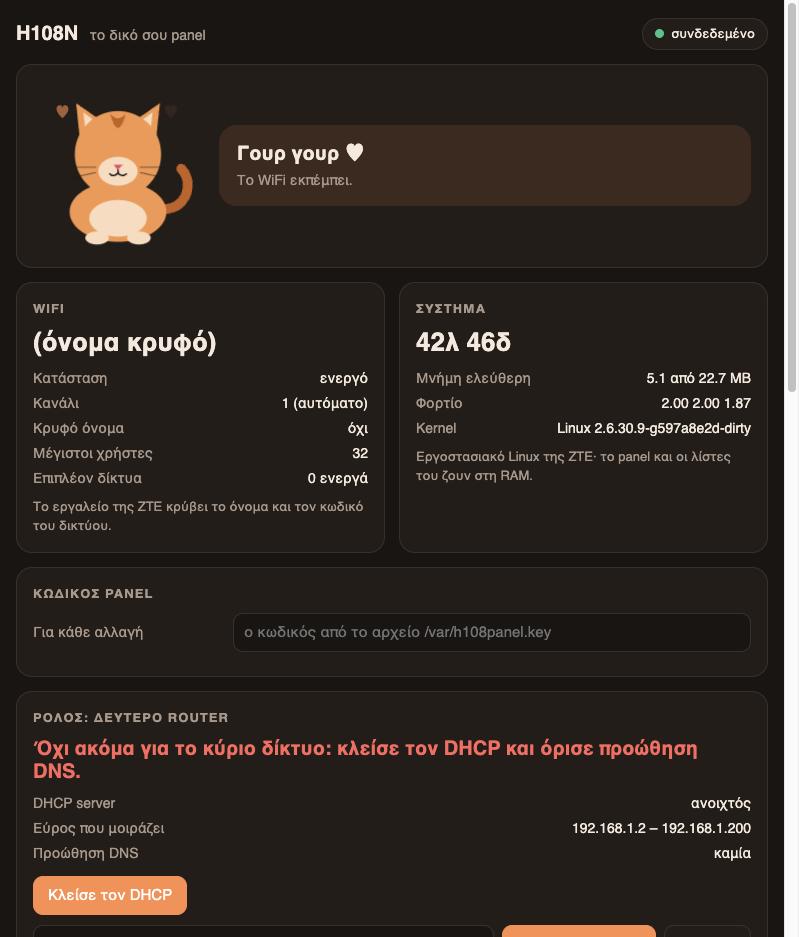 H108N το δικό σου panel
συνδεδεμένο
Γουρ γουρ ♥
Το WiFi εκπέμπει.
WIFI
(όνομα κρυφό)
Κατάσταση ενεργό
Κανάλι 1 (αυτόματο)
Κρυφό όνομα όχι
Μέγιστοι χρήστες 32
Επιπλέον δίκτυα 0 ενεργά
Το εργαλείο της ZTE κρύβει το όνομα και τον κωδικό
του δικτύου.
ΣΥΣΤΗΜΑ
42λ 46δ
Μνήμη ελεύθερη 5.1 από 22.7 MB
Φορτίο 2.00 2.00 1.87
Kernel Linux 2.6.30.9-g597a8e2d-dirty
Εργοστασιακό Linux της ZTE· το panel και οι λίστες
του ζουν στη RAM.
ΚΩΔΙΚΟΣ PANEL
Για κάθε αλλαγή ο κωδικός από το αρχείο /var/h108panel.key
ΡΟΛΟΣ: ΔΕΥΤΕΡΟ ROUTER
Όχι ακόμα για το κύριο δίκτυο: κλείσε τον DHCP και όρισε προώθηση
DNS.
DHCP server ανοιχτός
Εύρος που μοιράζει 192.168.1.2 – 192.168.1.200
Προώθηση DNS καμία
Κλείσε τον DHCP